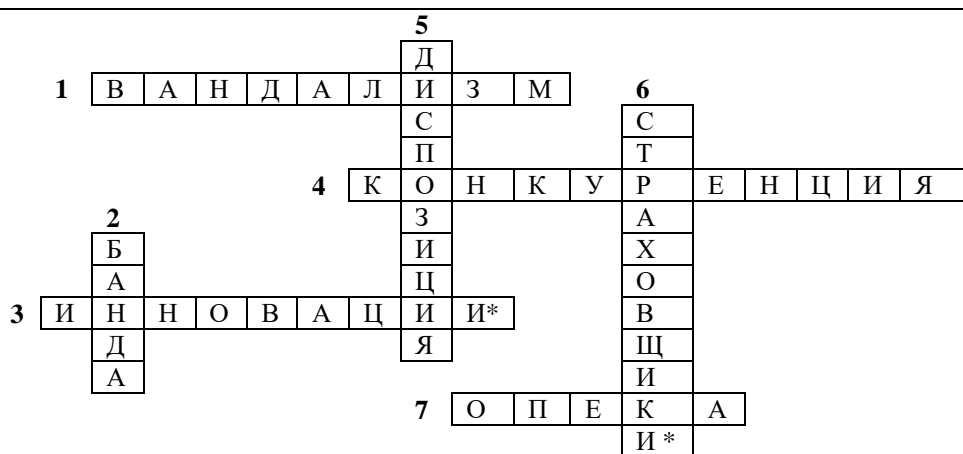 5
Д
1 В А Н Д А Л И З М 6
С С
П Т
4 К О Н К У Р Е Н Ц И Я
2 З А
Б И Х
А Ц О
3 И Н Н О В А Ц И И* В
Д Я Щ
А И
7 О П Е К А
И *